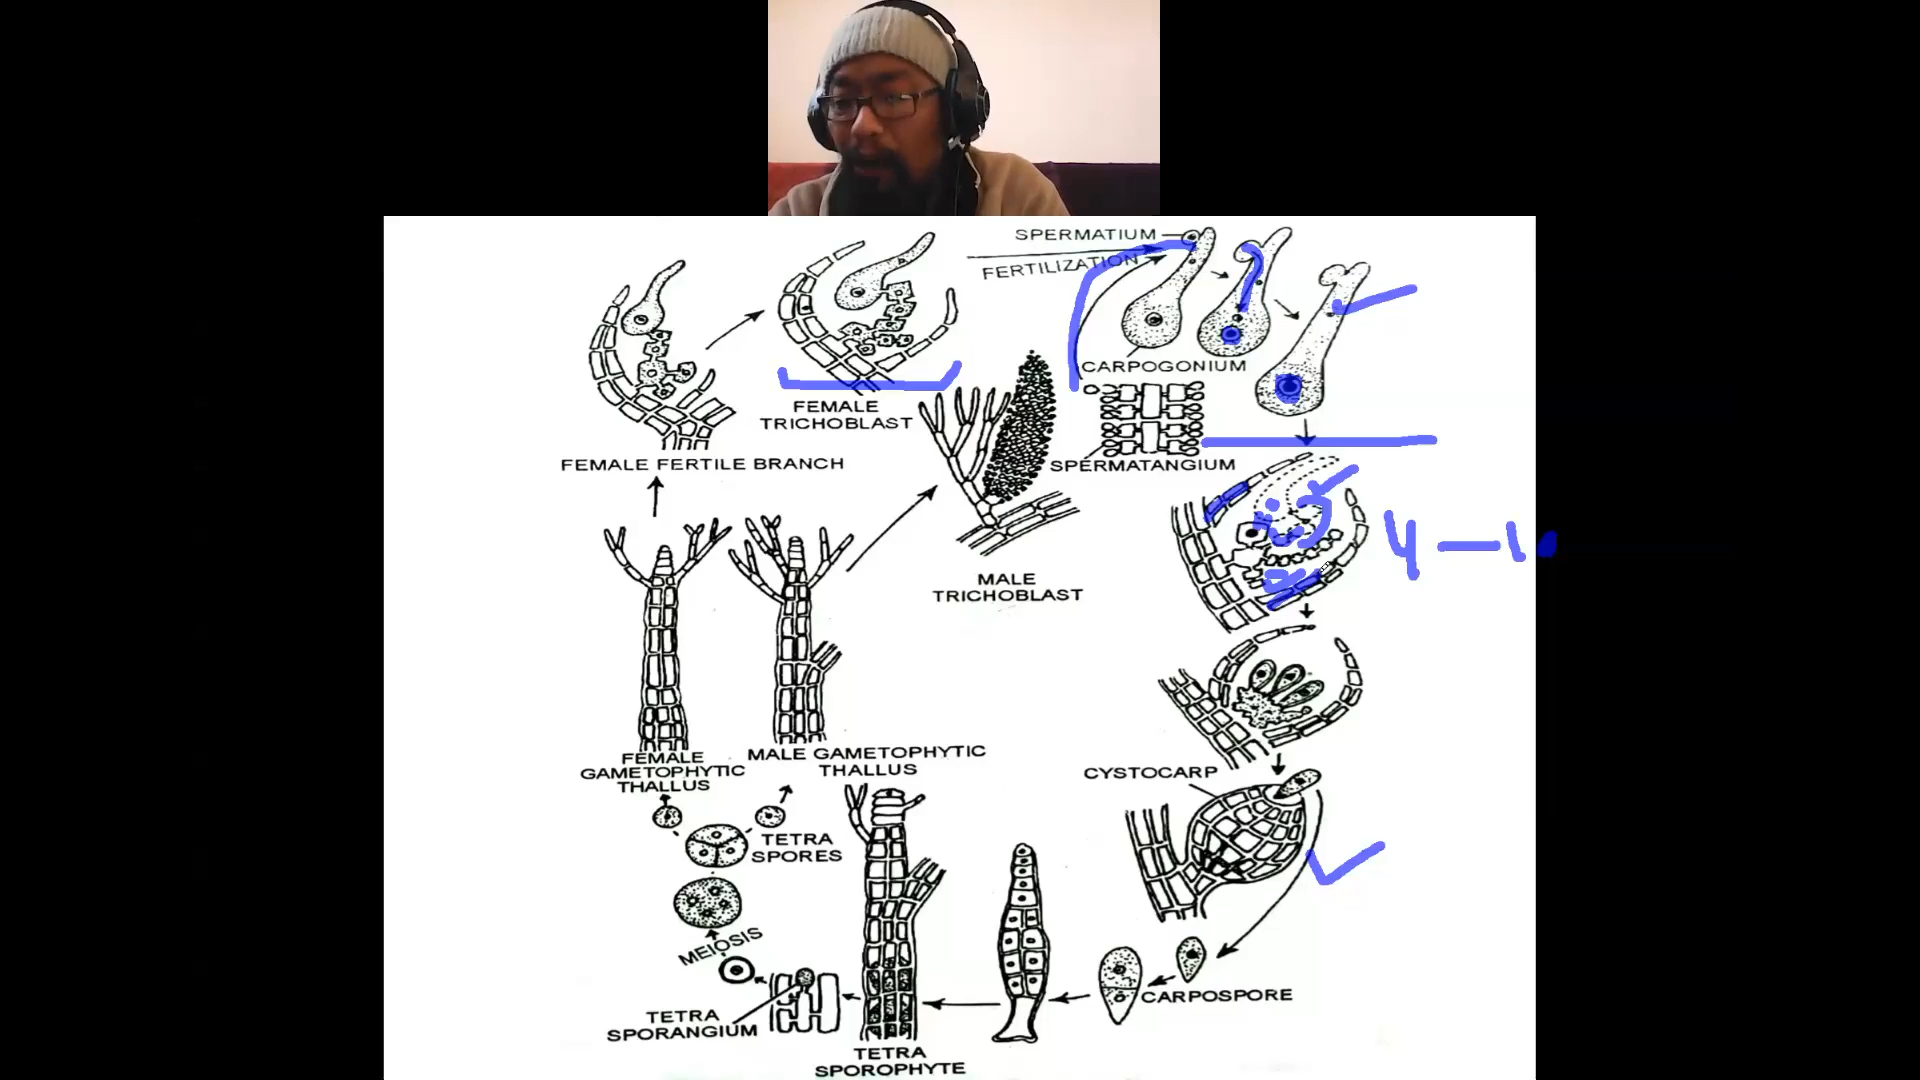 SPERMATIUM
FERTILIZATION
CARPOGONIUM
FEMALE
TRICHOBLAST
FEMALE FERTILE BRANCH
SPERMATANGIUM
MALE
TRICHOBLAST
FEMALE
GAMETOPHYTIC
THALLUS
MALE GAMETOPHYTIC
THALLUS
CYSTOCARP
TETRA
SPORES
MEIOSIS
CARPOSPORE
TETRA
SPORANGIUM
TETRA
SPOROPHYTE